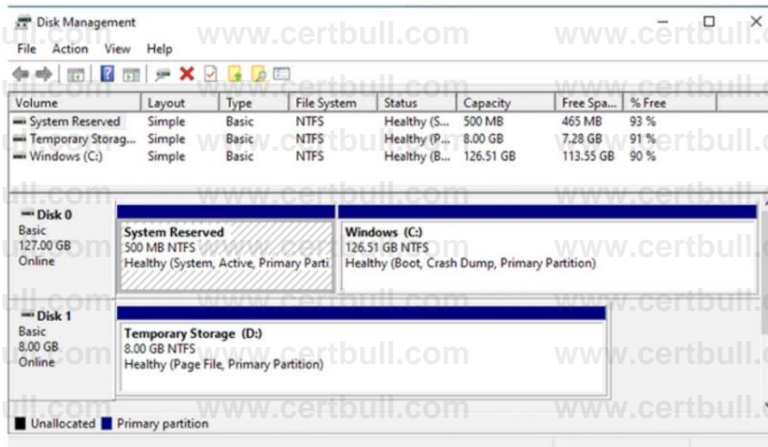 Disk Management
File Action View Help
Volume Layout Type File System Status Capacity Free Spa... % Free
System Reserved Simple Basic NTFS Healthy (S... 500 MB 465 MB 93 %
Temporary Storag... Simple Basic NTFS Healthy (P... 8.00 GB 7.28 GB 91 %
Windows (C:) Simple Basic NTFS Healthy (B... 126.51 GB 113.55 GB 90 %
Disk 0
Basic
127.00 GB
Online
System Reserved
500 MB NTFS
Healthy (System, Active, Primary Parti
Windows (C:)
126.51 GB NTFS
Healthy (Boot, Crash Dump, Primary Partition)
Disk 1
Basic
8.00 GB
Online
Temporary Storage (D:)
8.00 GB NTFS
Healthy (Page File, Primary Partition)
Unallocated Primary partition
www.certbull.com